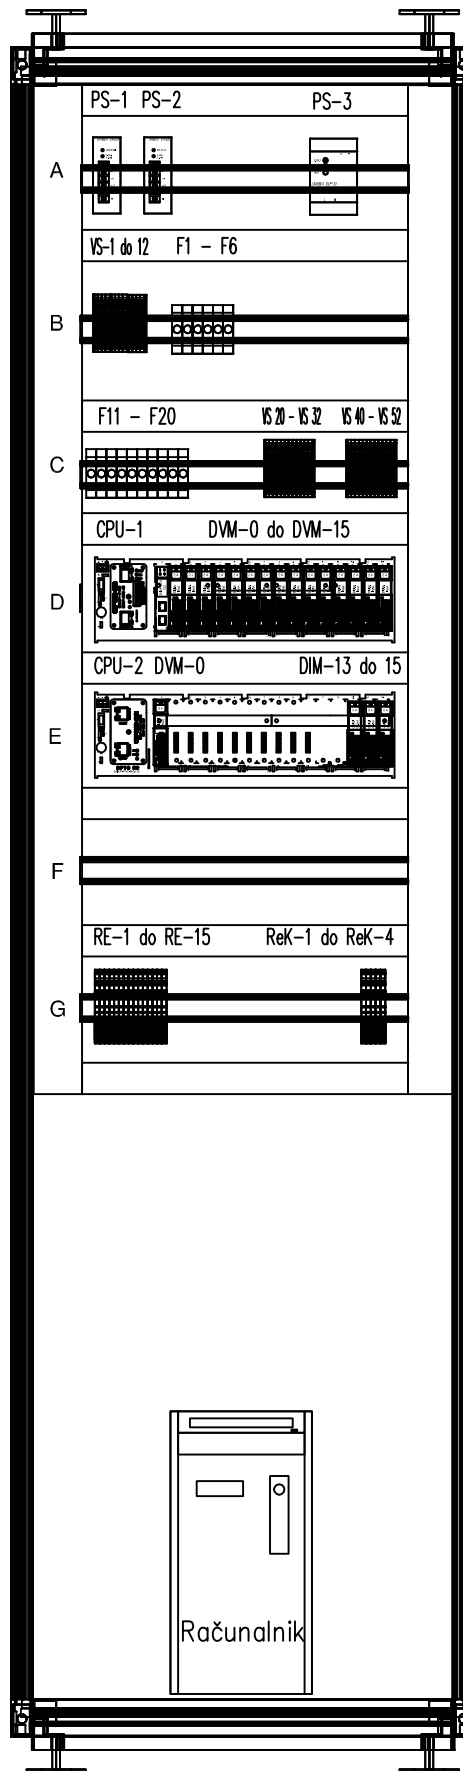 PS-1 PS-2 PS-3
A
VS-1 do 12 F1 - F6
B
F11 - F20 VS 20 - VS 32 VS 40 - VS 52
C
CPU-1 DVM-0 do DVM-15
D
CPU-2 DVM-0 DIM-13 do 15
E
F
RE-1 do RE-15 ReK-1 do ReK-4
G
Računalnik